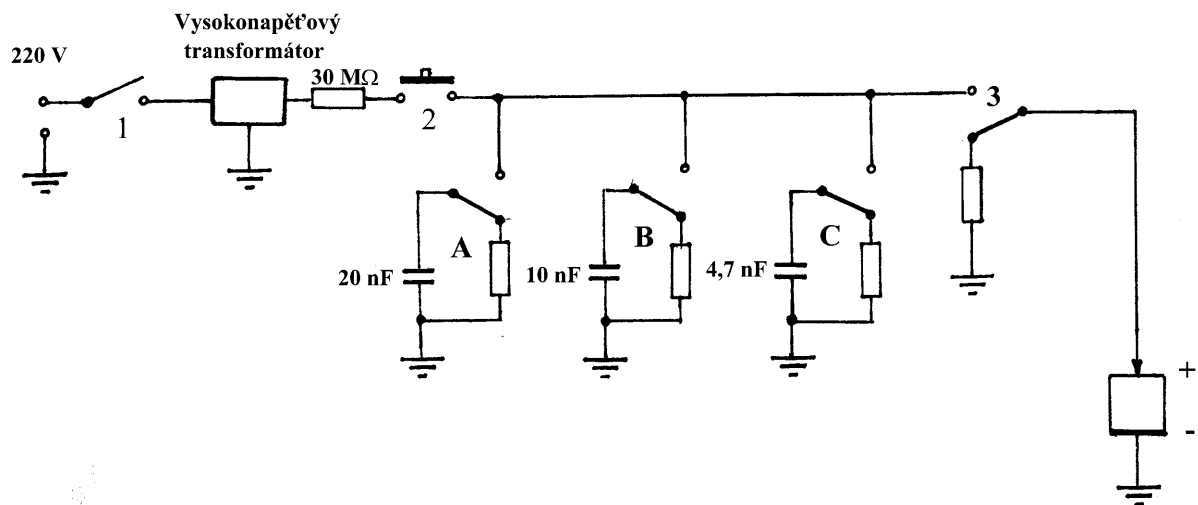 Vysokonapěťový
transformátor
220 V
30 MΩ
1
2
3
A
B
C
20 nF
10 nF
4,7 nF
+
-